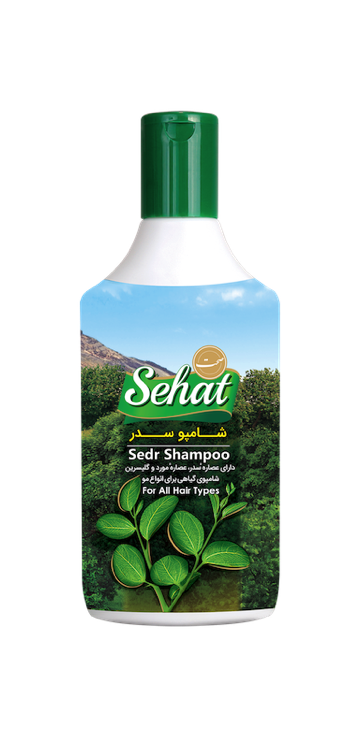 صحت
Sehat
شامپو سدر
Sedr Shampoo
دارای عصاره سدر، عصاره مورد و گلیسرین
شامپوی گیاهی برای انواع مو
For All Hair Types